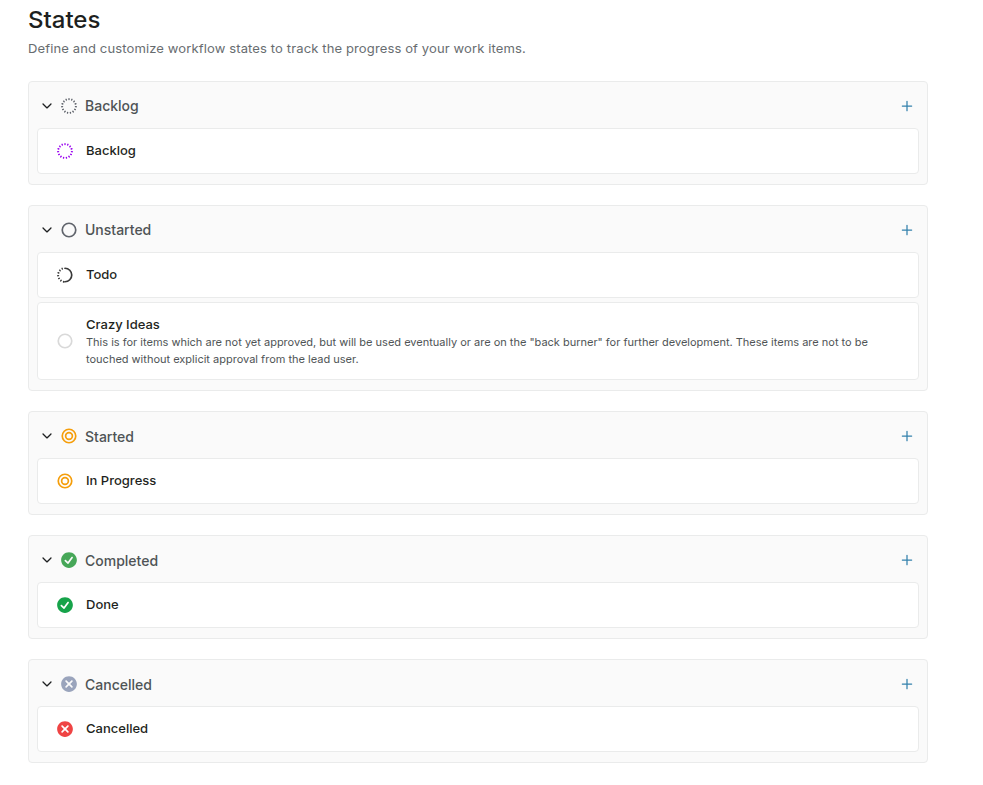 States
Define and customize workflow states to track the progress of your work items.
Backlog
Backlog
Unstarted
Todo
Crazy Ideas
This is for items which are not yet approved, but will be used eventually or are on the "back burner" for further development. These items are not to be
touched without explicit approval from the lead user.
Started
In Progress
Completed
Done
Cancelled
Cancelled